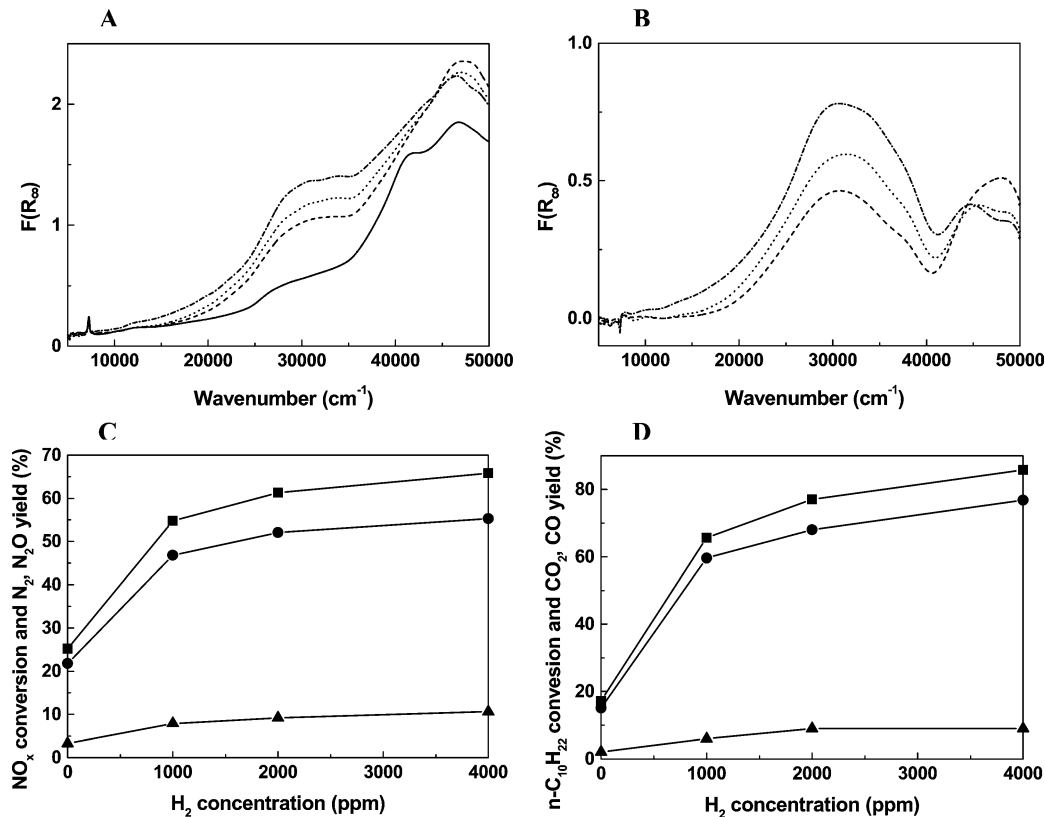 A
B
F(R∞)
0
1
2
10000 20000 30000 40000 50000
Wavenumber (cm⁻¹)
F(R∞)
0.0
0.5
1.0
10000 20000 30000 40000 50000
Wavenumber (cm⁻¹)
C
D
NOₓ conversion and N₂, N₂O yield (%)
70
60
50
40
30
20
10
0
0 1000 2000 3000 4000
H₂ concentration (ppm)
n-C₁₀H₂₂ convesion and CO₂, CO yield (%)
80
60
40
20
0
0 1000 2000 3000 4000
H₂ concentration (ppm)